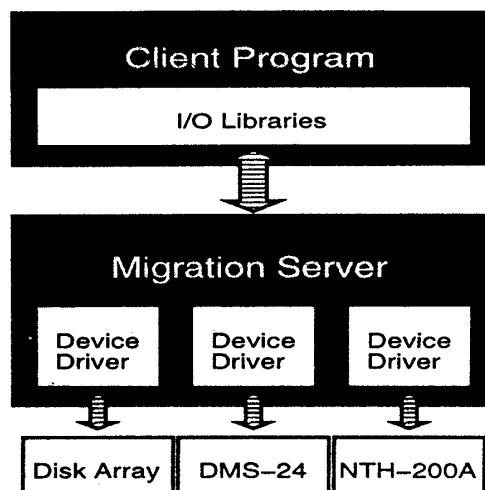 Client Program
I/O Libraries
Migration Server
Device Driver
Device Driver
Device Driver
Disk Array
DMS–24
NTH–200A